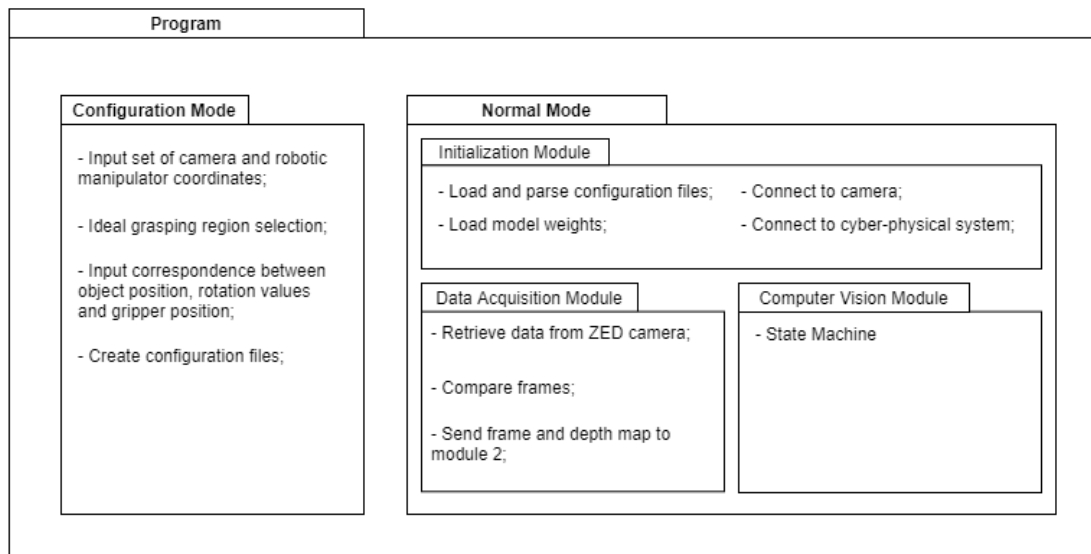 Program
Configuration Mode
- Input set of camera and robotic
manipulator coordinates;
- Ideal grasping region selection;
- Input correspondence between
object position, rotation values
and gripper position;
- Create configuration files;
Normal Mode
Initialization Module
- Load and parse configuration files;
- Load model weights;
- Connect to camera;
- Connect to cyber-physical system;
Data Acquisition Module
- Retrieve data from ZED camera;
- Compare frames;
- Send frame and depth map to
module 2;
Computer Vision Module
- State Machine